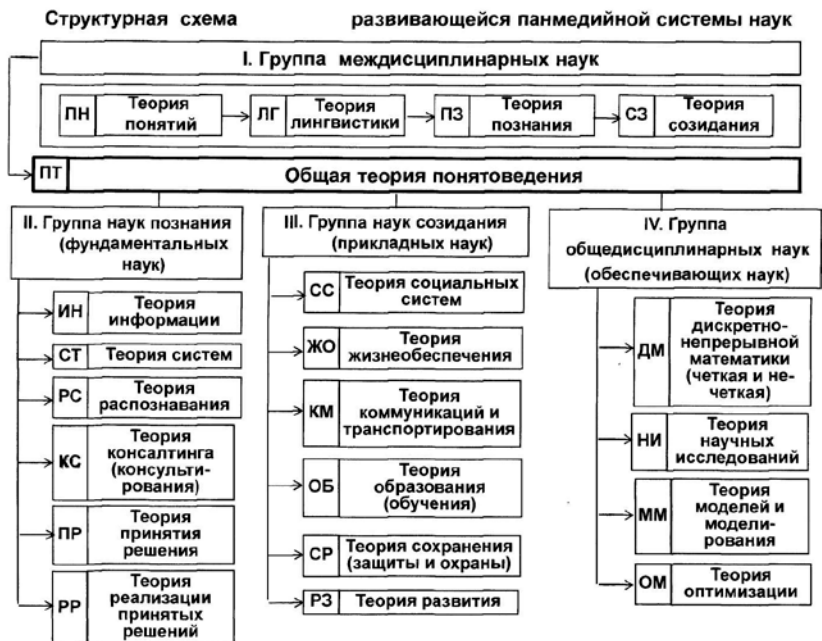 Структурная схема развивающейся панмедийной системы наук
I. Группа междисциплинарных наук
ПН
Теория
понятий
ЛГ
Теория
лингвистики
ПЗ
Теория
познания
СЗ
Теория
созидания
ПТ
Общая теория понятоведения
II. Группа наук познания
(фундаментальных
наук)
ИН
Теория
информации
СТ
Теория систем
РС
Теория
распознавания
КС
Теория
консалтинга
(консульти-
рования)
ПР
Теория
принятия
решения
РР
Теория
реализации
принятых
решений
III. Группа наук созидания
(прикладных наук)
СС
Теория социальных
систем
ЖО
Теория
жизнеобеспечения
КМ
Теория
коммуникаций и
транспортирования
ОБ
Теория
образования
(обучения)
СР
Теория сохранения
(защиты и охраны)
РЗ
Теория развития
IV. Группа
общедисциплинарных наук
(обеспечивающих наук)
ДМ
Теория
дискретно-
непрерывной
математики
(четкая и не-
четкая)
НИ
Теория
научных
исследований
ММ
Теория
моделей и
модели-
рования
ОМ
Теория
оптимизации